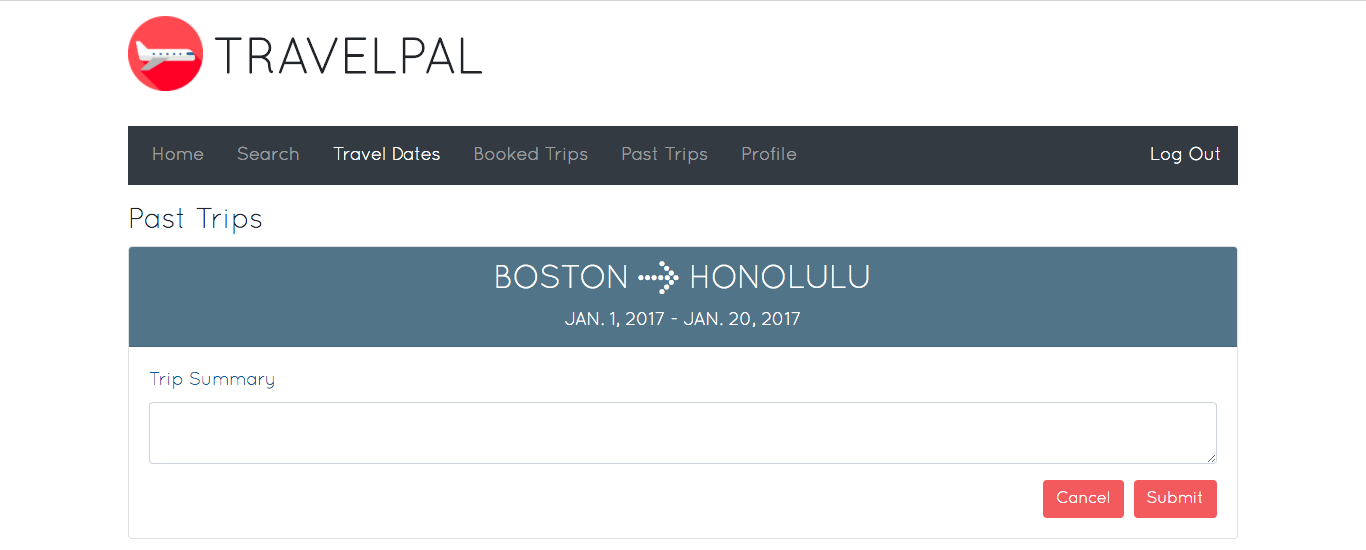 TRAVELPAL
Home Search Travel Dates Booked Trips Past Trips Profile Log Out
Past Trips
BOSTON HONOLULU
JAN. 1, 2017 - JAN. 20, 2017
Trip Summary
Cancel Submit